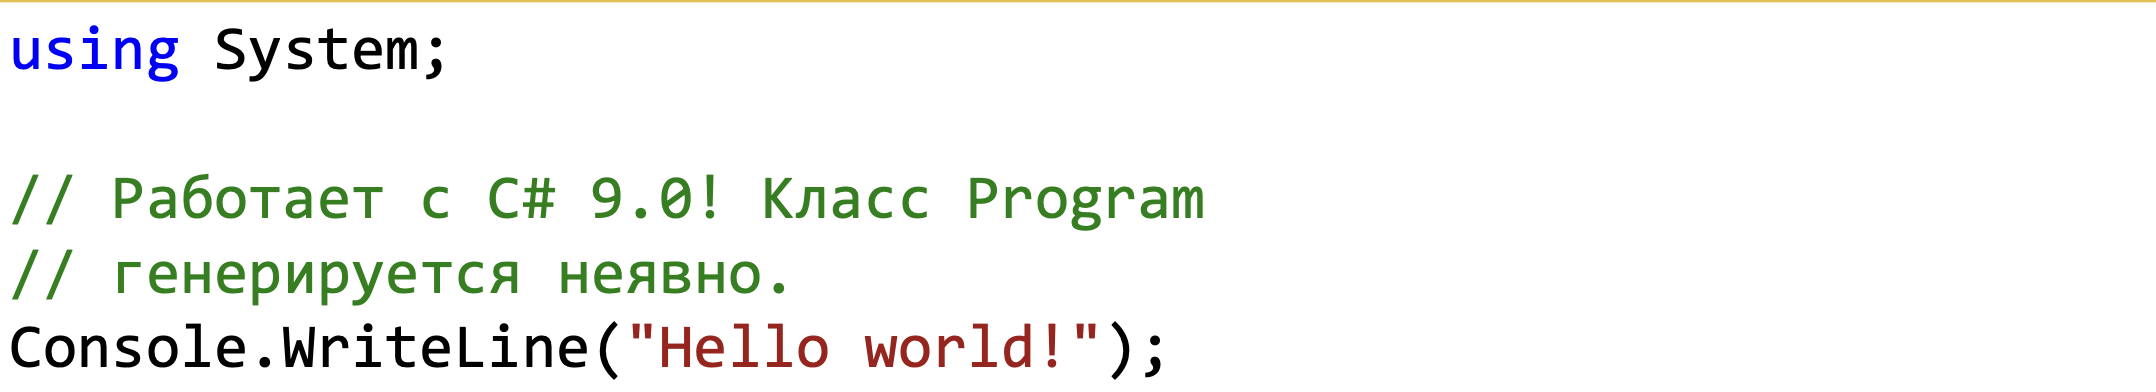 using System;
// Работает с C# 9.0! Класс Program
// генерируется неявно.
Console.WriteLine("Hello world!");